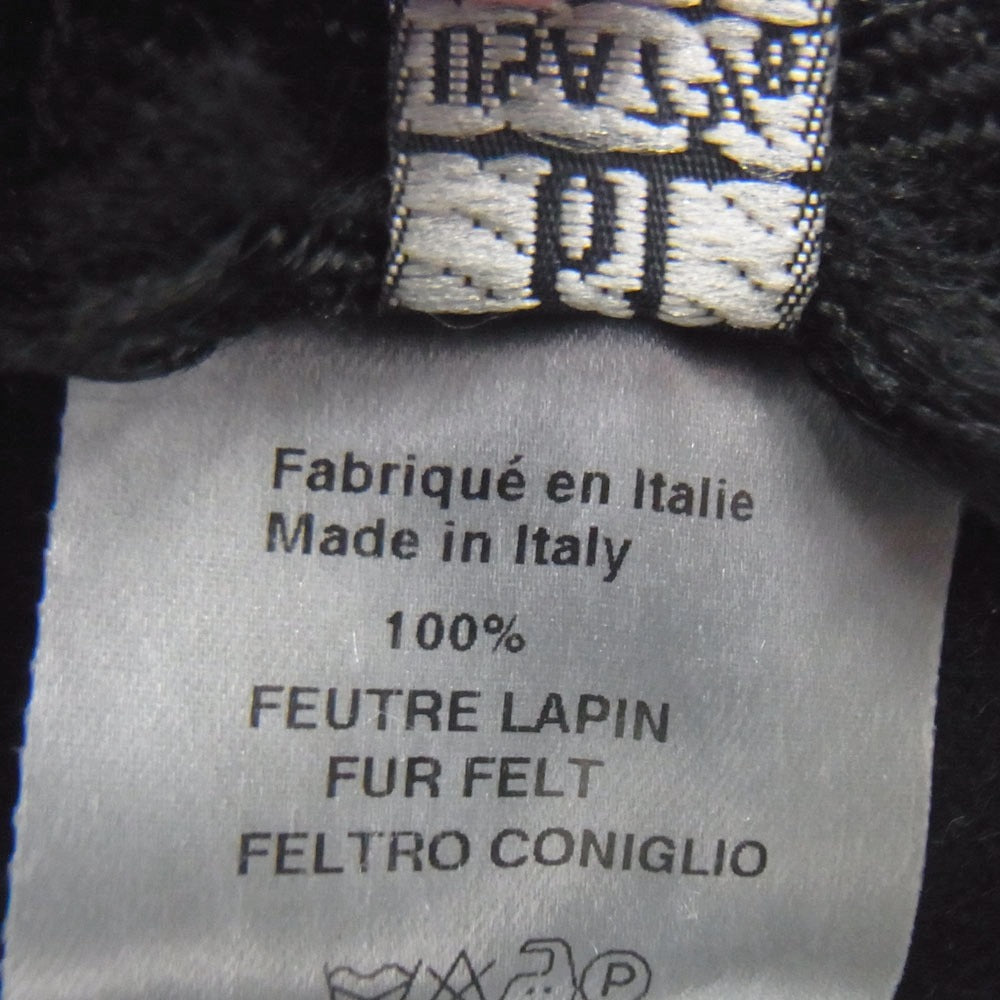 Fabriqué en Italie
Made in Italy
100%
FEUTRE LAPIN
FUR FELT
FELTRO CONIGLIO
P